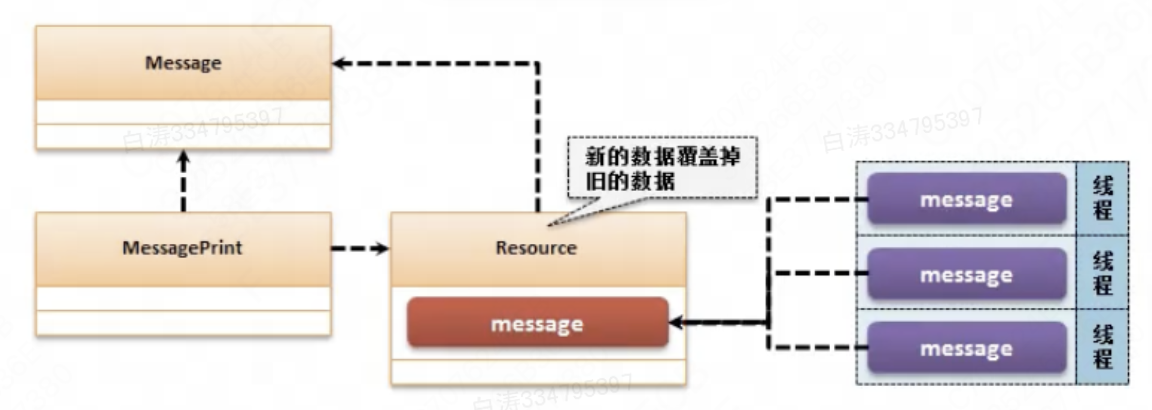 Message
白涛334795397
白涛334795397
新的数据覆盖掉
旧的数据
MessagePrint
Resource
message
message
线程
message
线程
message
线程
白涛334795397